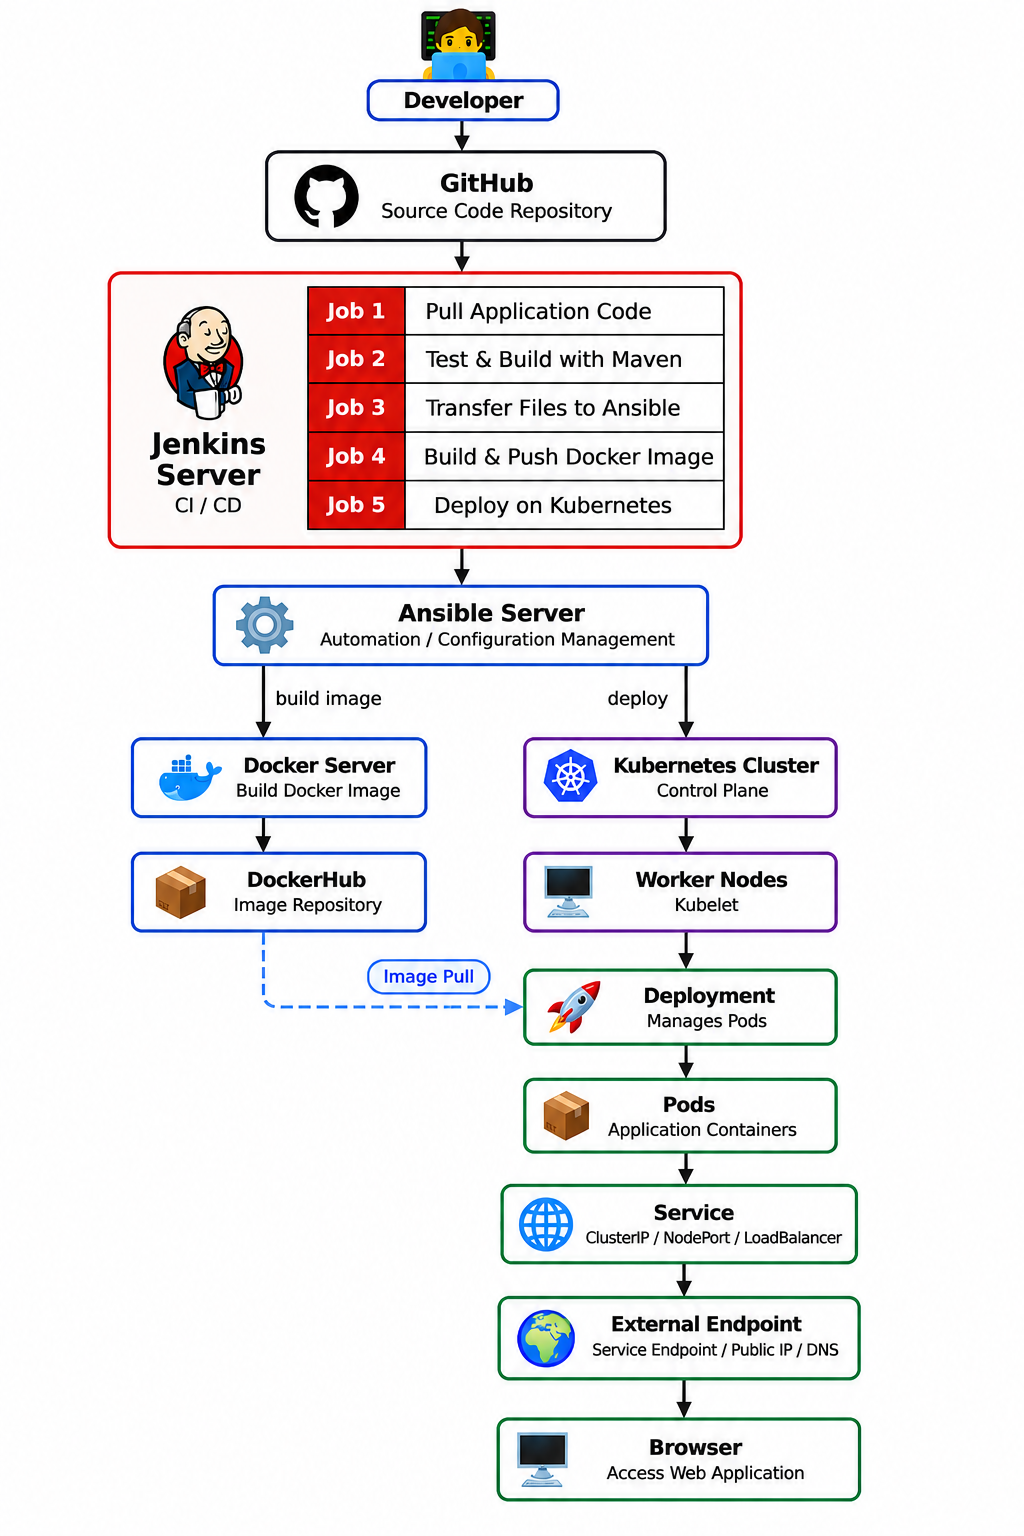 Developer
GitHub
Source Code Repository
Jenkins
Server
CI / CD
Job 1 Pull Application Code
Job 2 Test & Build with Maven
Job 3 Transfer Files to Ansible
Job 4 Build & Push Docker Image
Job 5 Deploy on Kubernetes
Ansible Server
Automation / Configuration Management
build image
deploy
Docker Server
Build Docker Image
Kubernetes Cluster
Control Plane
DockerHub
Image Repository
Worker Nodes
Kubelet
Image Pull
Deployment
Manages Pods
Pods
Application Containers
Service
ClusterIP / NodePort / LoadBalancer
External Endpoint
Service Endpoint / Public IP / DNS
Browser
Access Web Application